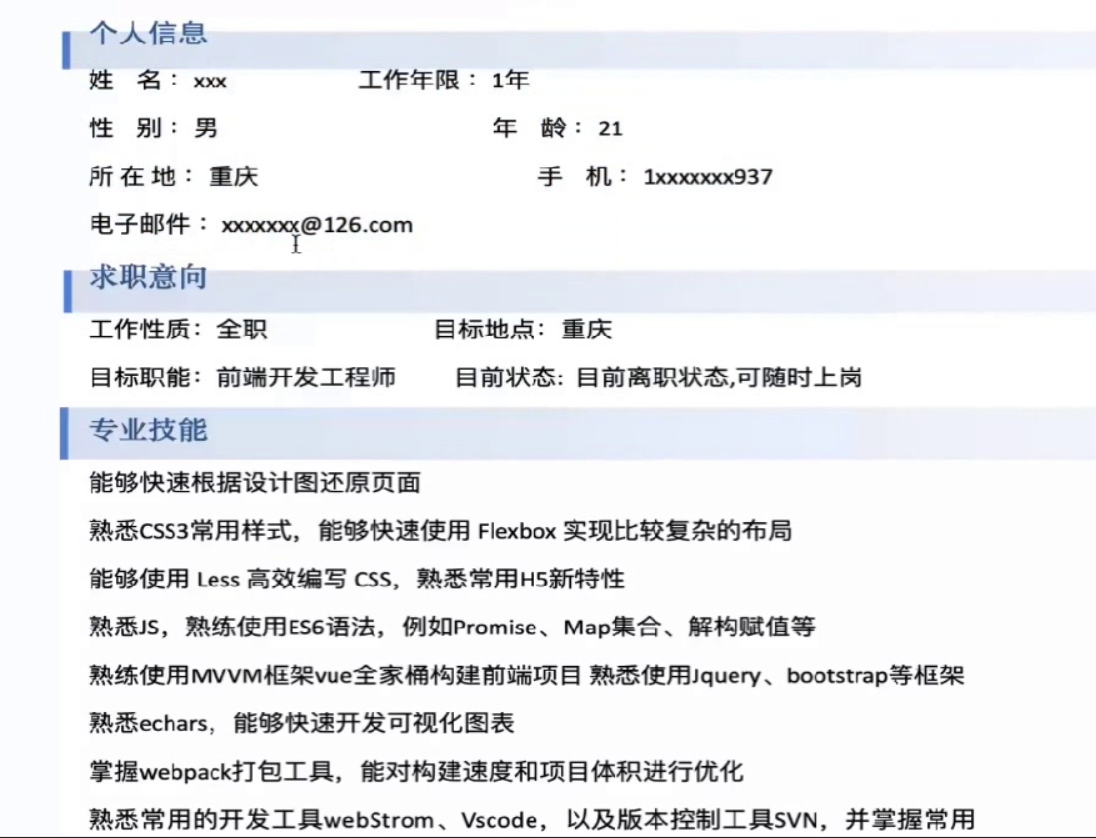 个人信息
姓 名： xxx 工作年限： 1年
性 别： 男 年 龄： 21
所 在 地： 重庆 手 机： 1xxxxxxx937
电子邮件： xxxxxxx@126.com
求职意向
工作性质： 全职 目标地点： 重庆
目标职能： 前端开发工程师 目前状态: 目前离职状态,可随时上岗
专业技能
能够快速根据设计图还原页面
熟悉CSS3常用样式，能够快速使用 Flexbox 实现比较复杂的布局
能够使用 Less 高效编写 CSS，熟悉常用H5新特性
熟悉JS，熟练使用ES6语法，例如Promise、Map集合、解构赋值等
熟练使用MVVM框架vue全家桶构建前端项目 熟悉使用Jquery、bootstrap等框架
熟悉echars，能够快速开发可视化图表
掌握webpack打包工具，能对构建速度和项目体积进行优化
熟悉常用的开发工具webStrom、Vscode，以及版本控制工具SVN，并掌握常用